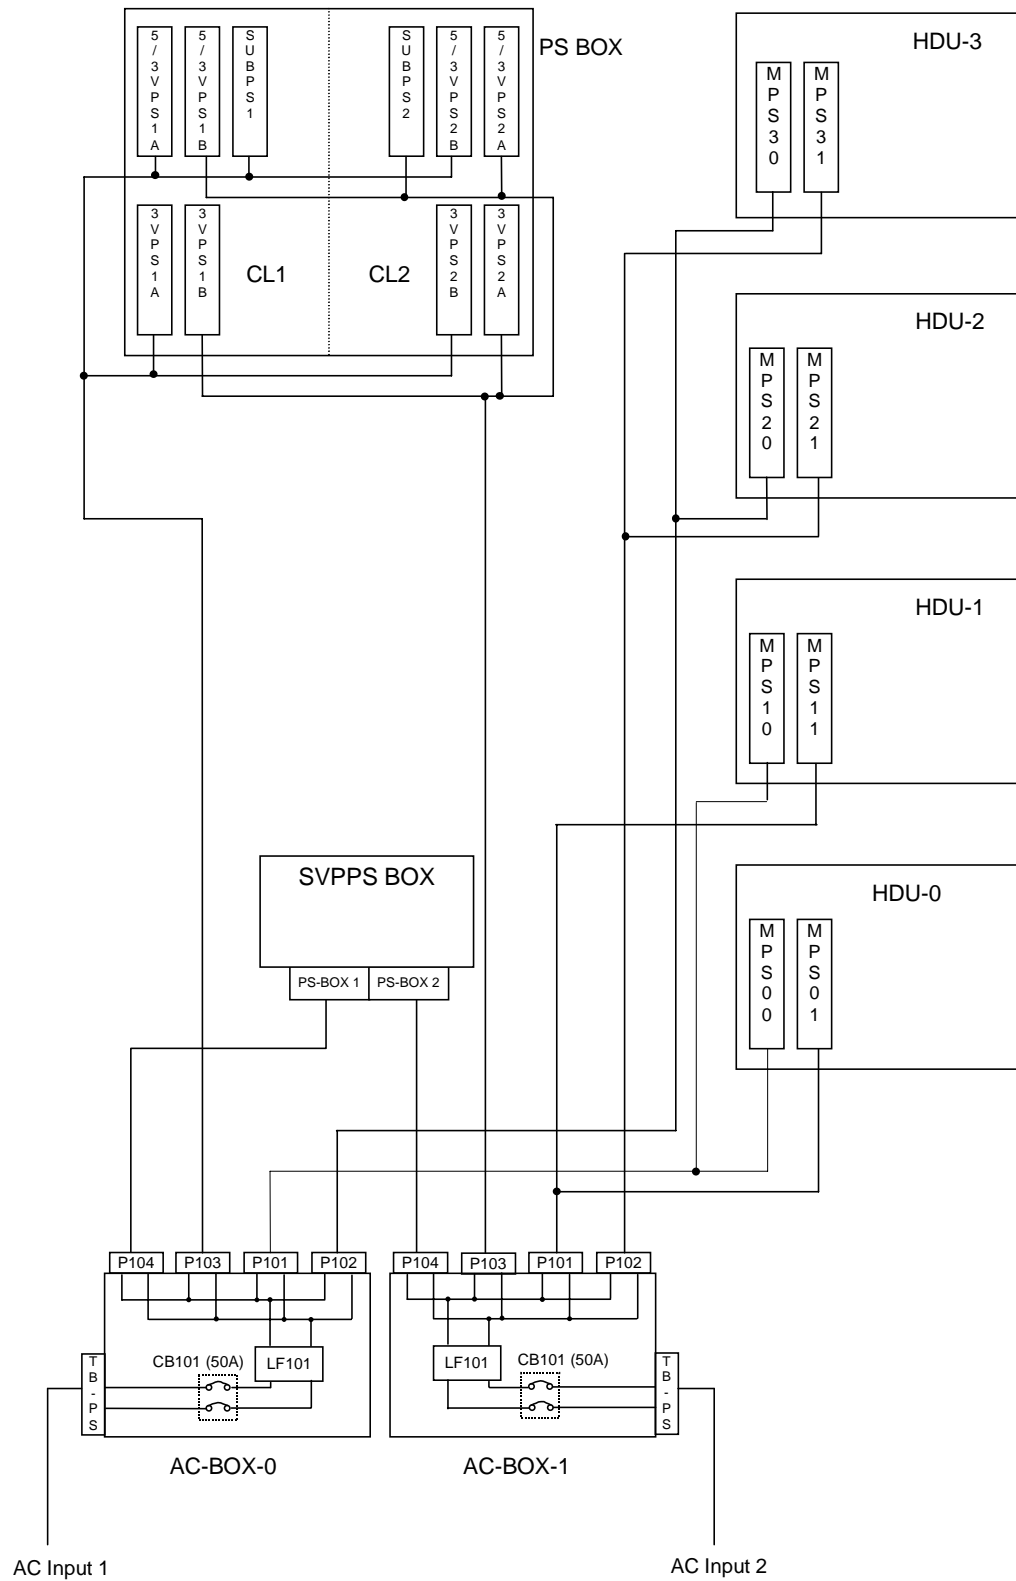 5/3VPS1A
5/3VPS1B
SUBPS1
SUBPS2
5/3VPS2B
5/3VPS2A
PS BOX
3VPS1A
3VPS1B
CL1
CL2
3VPS2B
3VPS2A
HDU-3
MPS30
MPS31
HDU-2
MPS20
MPS21
HDU-1
MPS10
MPS11
SVPPS BOX
PS-BOX 1
PS-BOX 2
HDU-0
MPS00
MPS01
P104
P103
P101
P102
P104
P103
P101
P102
CB101 (50A)
LF101
LF101
CB101 (50A)
TB-PS
TB-PS
AC-BOX-0
AC-BOX-1
AC Input 1
AC Input 2